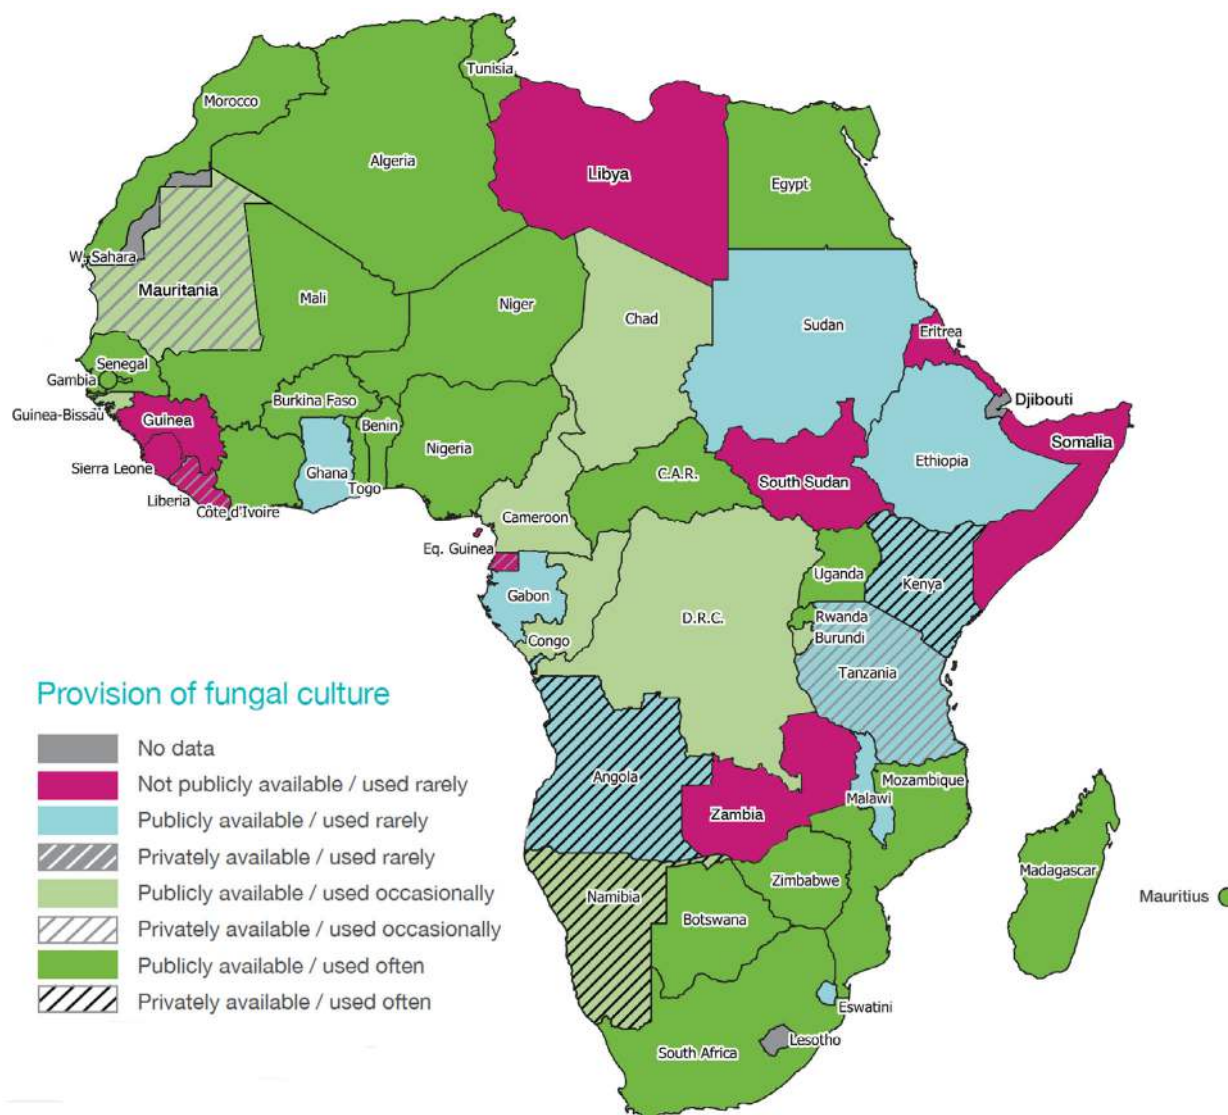 Tunisia
Morocco
Algeria
Libya
Egypt
W. Sahara
Mauritania
Mali
Niger
Chad
Sudan
Eritrea
Senegal
Gambia
Djibouti
Burkina Faso
Guinea-Bissau
Guinea
Benin
Nigeria
Somalia
Sierra Leone
Ghana
Ethiopia
C.A.R.
South Sudan
Togo
Liberia
Côte d'Ivoire
Cameroon
Eq. Guinea
Uganda
Kenya
Gabon
Rwanda
D.R.C.
Burundi
Congo
Tanzania
Provision of fungal culture
No data
Not publicly available / used rarely
Publicly available / used rarely
Privately available / used rarely
Publicly available / used occasionally
Privately available / used occasionally
Publicly available / used often
Privately available / used often
Angola
Mozambique
Malawi
Zambia
Madagascar
Zimbabwe
Namibia
Mauritius
Botswana
Eswatini
Lesotho
South Africa